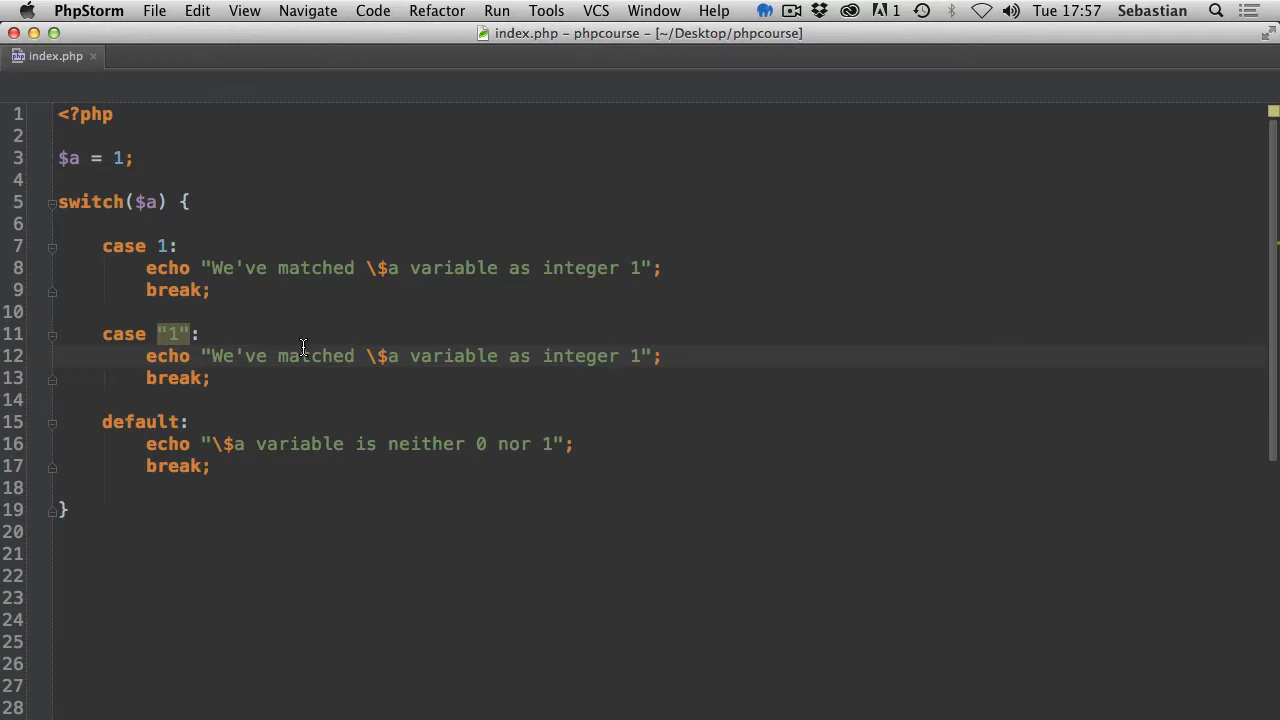 PhpStorm File Edit View Navigate Code Refactor Run Tools VCS Window Help 1 Tue 17:57 Sebastian
index.php – phpcourse – [~/Desktop/phpcourse]
index.php
1 <?php
2
3 $a = 1;
4
5 switch($a) {
6
7 case 1:
8 echo "We've matched \$a variable as integer 1";
9 break;
10
11 case "1":
12 echo "We've matched \$a variable as integer 1";
13 break;
14
15 default:
16 echo "\$a variable is neither 0 nor 1";
17 break;
18
19 }
20
21
22
23
24
25
26
27
28